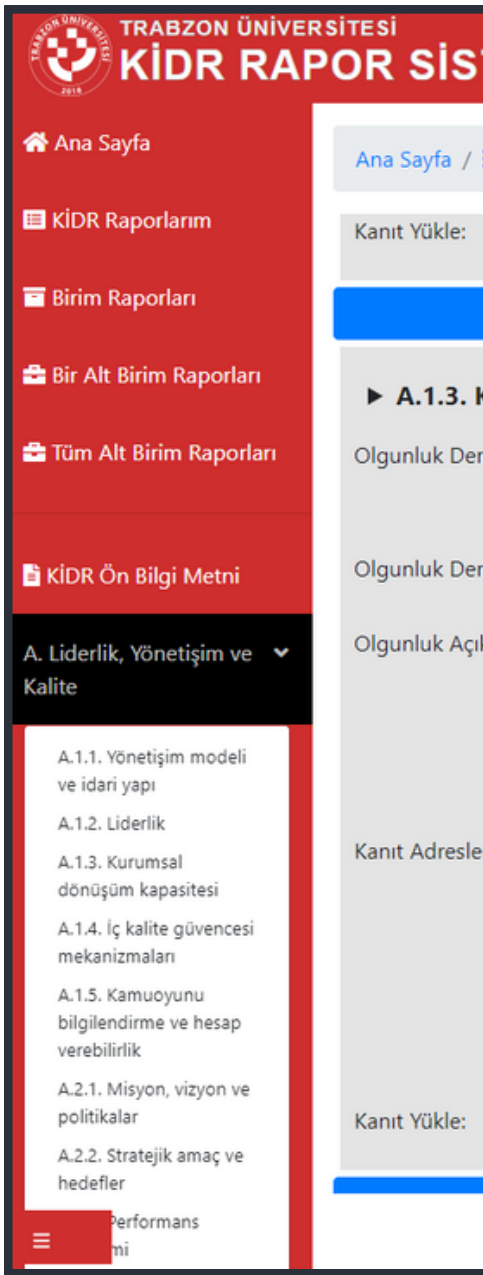 TRABZON ÜNİVERSİTESİ
KİDR RAPOR SİS
Ana Sayfa
KİDR Raporlarım
Birim Raporları
Bir Alt Birim Raporları
Tüm Alt Birim Raporları
KİDR Ön Bilgi Metni
A. Liderlik, Yönetişim ve
Kalite
A.1.1. Yönetişim modeli
ve idari yapı
A.1.2. Liderlik
A.1.3. Kurumsal
dönüşüm kapasitesi
A.1.4. İç kalite güvencesi
mekanizmaları
A.1.5. Kamuoyunu
bilgilendirme ve hesap
verebilirlik
A.2.1. Misyon, vizyon ve
politikalar
A.2.2. Stratejik amaç ve
hedefler
Performans
mi
Ana Sayfa /
Kanıt Yükle:
A.1.3. K
Olgunluk Der
Olgunluk Der
Olgunluk Açık
Kanıt Adresle
Kanıt Yükle: